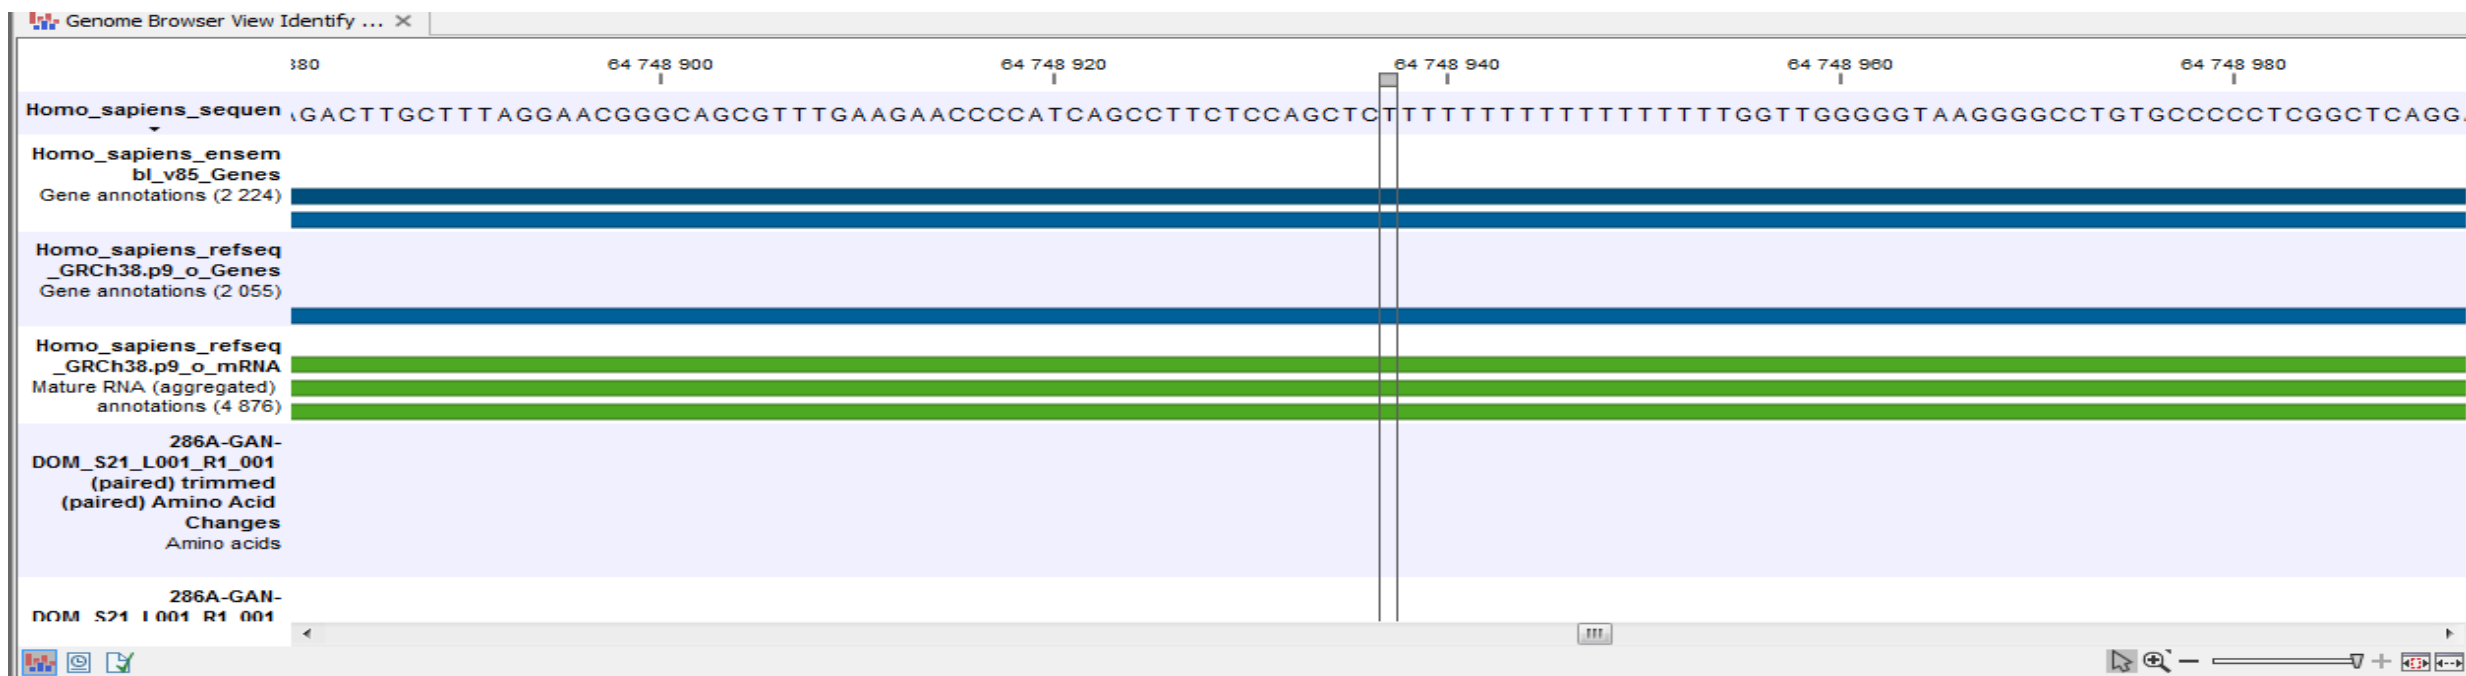 Genome Browser View Identify ...
380
64 748 900
64 748 920
64 748 940
64 748 960
64 748 980
Homo_sapiens_sequen
GACTTGCTTTAGGAACGGGCAGCGTTTGAAGAACCCCATCAGCCTTCTCCAGCTCTTTTTTTTTTTTTTTTTTTGGTTGGGGGTAAGGGGCCTGTGCCCCCTCGGCTCAGG
Homo_sapiens_ensem
bl_v85_Genes
Gene annotations (2 224)
Homo_sapiens_refseq
_GRCh38.p9_o_Genes
Gene annotations (2 055)
Homo_sapiens_refseq
_GRCh38.p9_o_mRNA
Mature RNA (aggregated)
annotations (4 876)
286A-GAN-
DOM_S21_L001_R1_001
(paired) trimmed
(paired) Amino Acid
Changes
Amino acids
286A-GAN-
DOM_S21_L001_R1_001